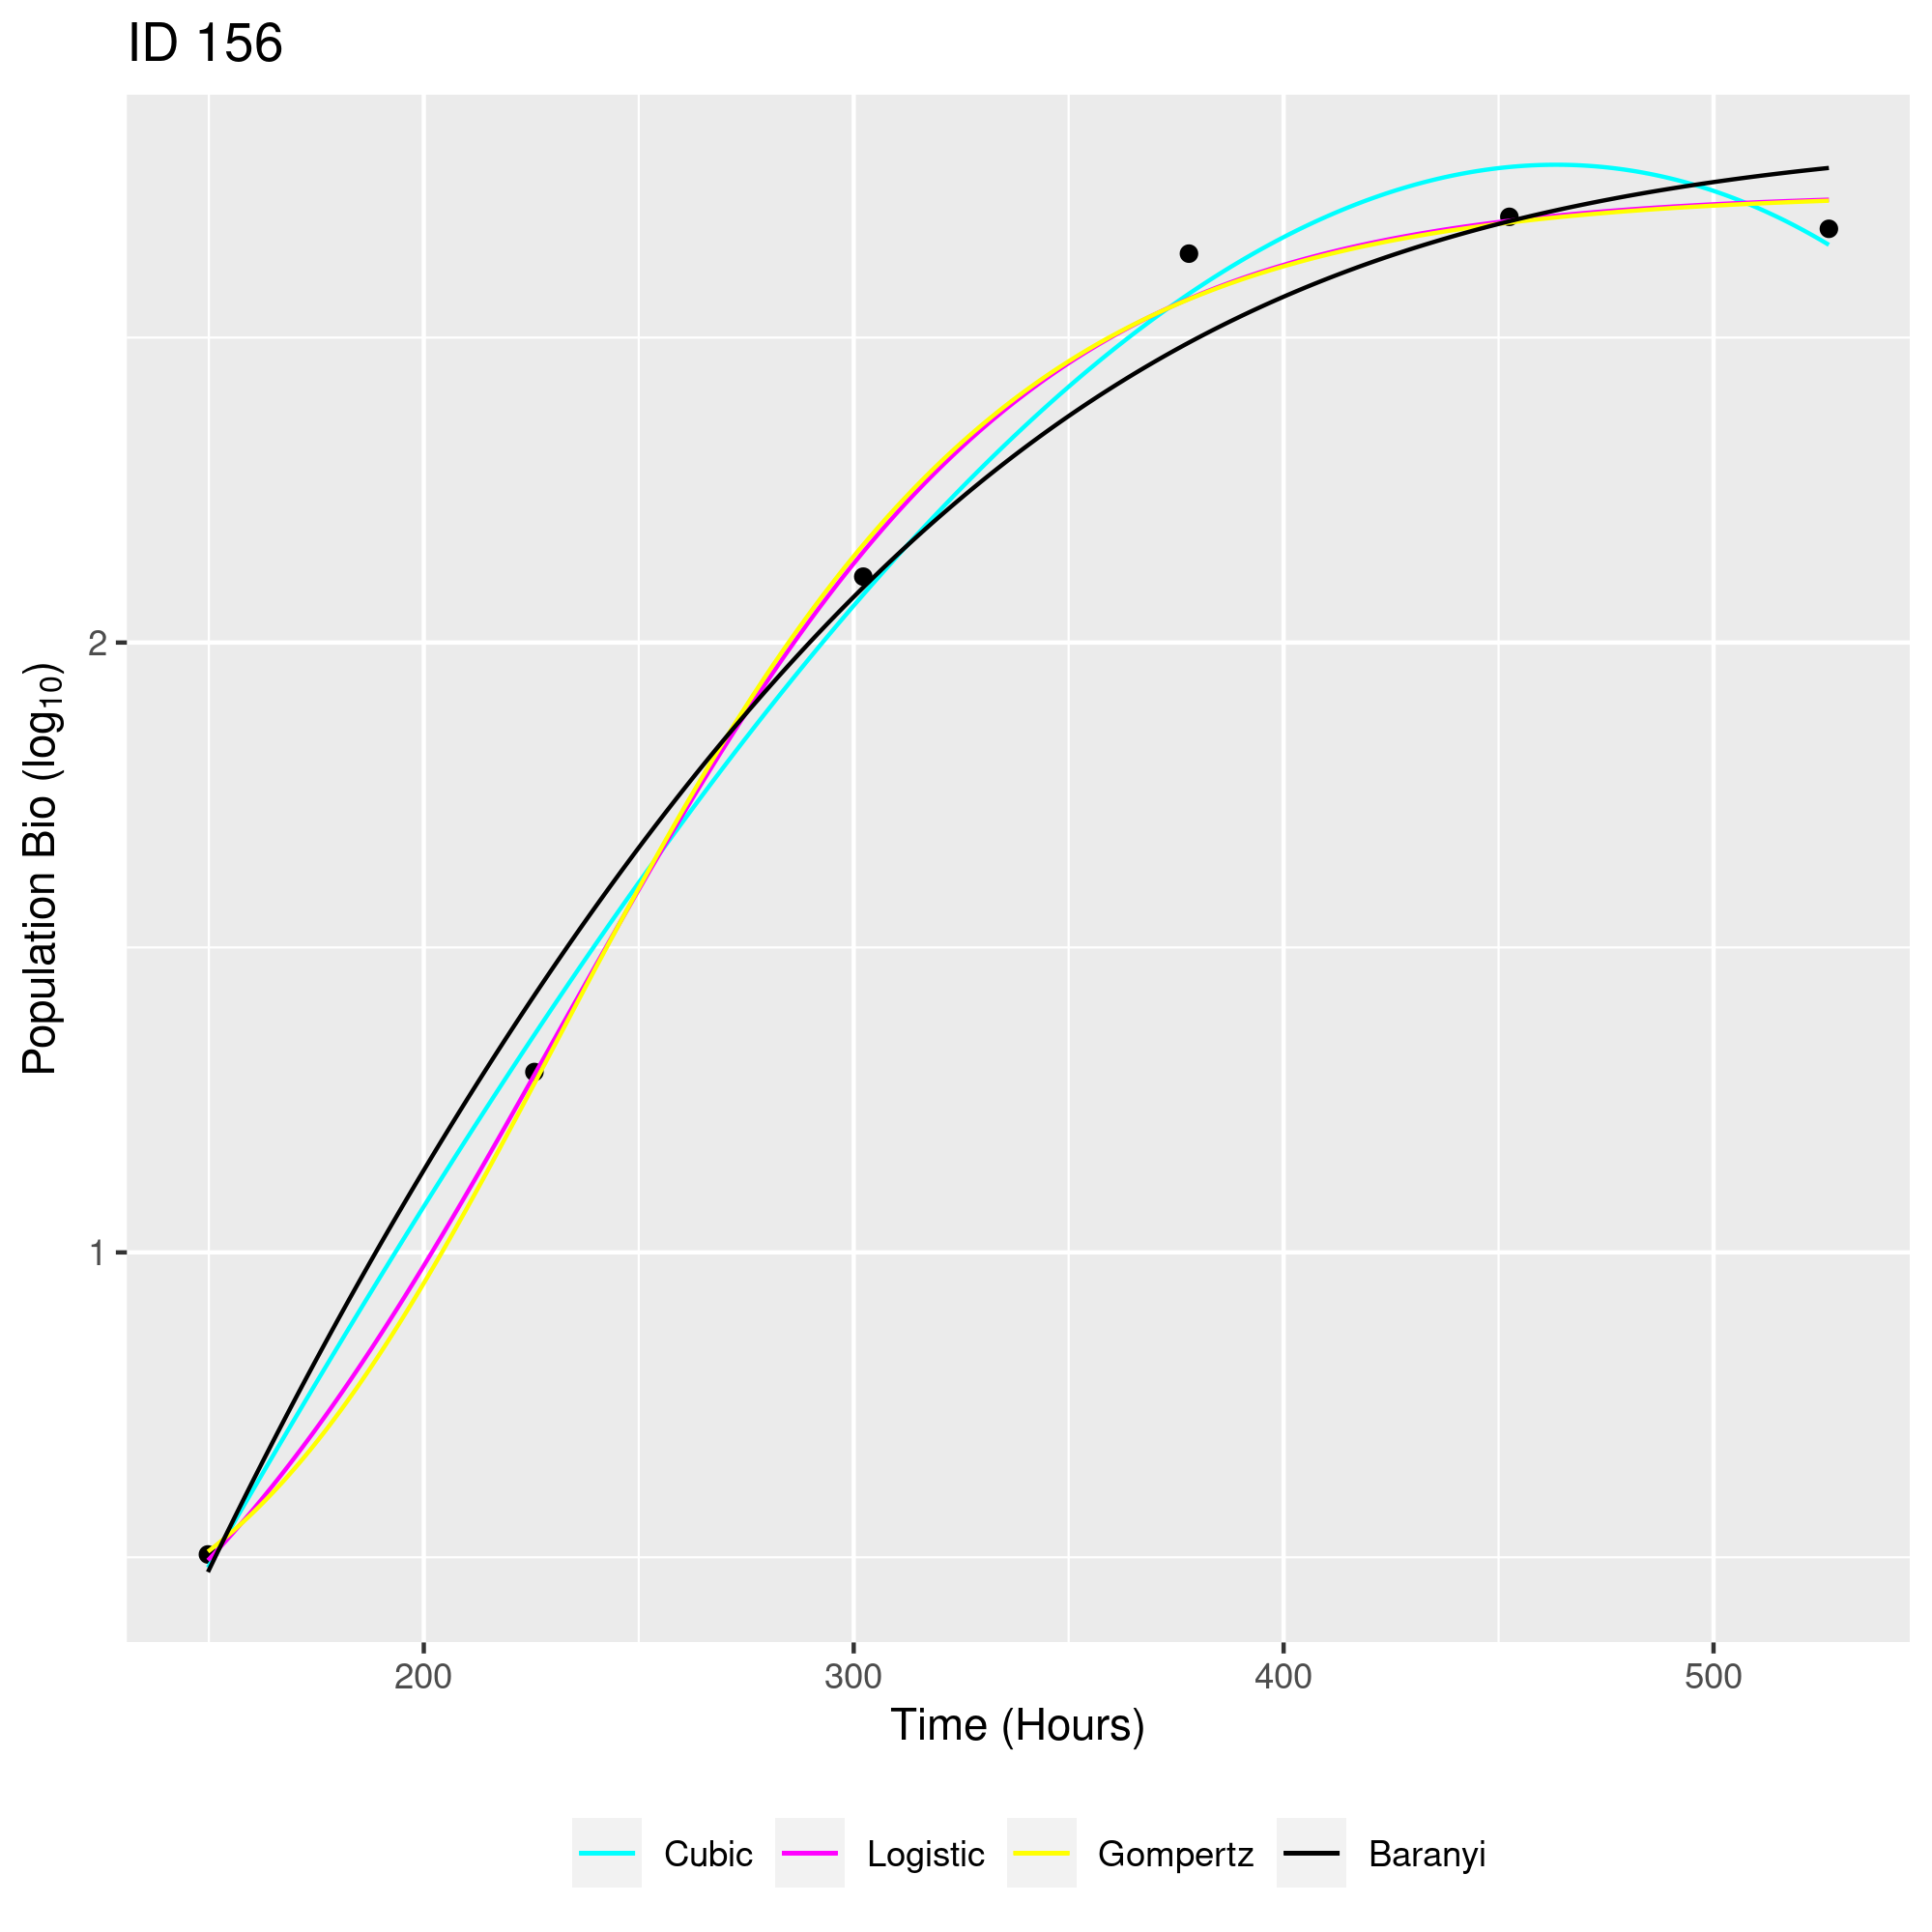 ID 156
Population Bio (log₁₀)
2
1
200 300 400 500
Time (Hours)
Cubic Logistic Gompertz Baranyi